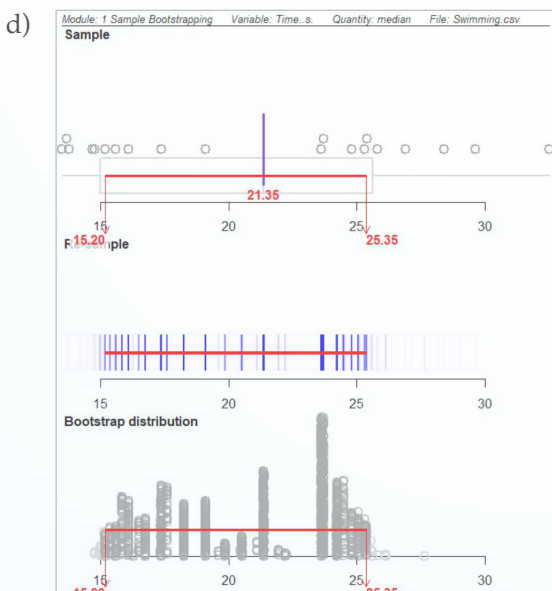 d)
Module: 1 Sample Bootstrapping Variable: Time..s. Quantity: median File: Swimming.csv
Sample
21.35
15 20 25 30
15.20 25.35
15 20 25 30
Bootstrap distribution
15 20 25 30